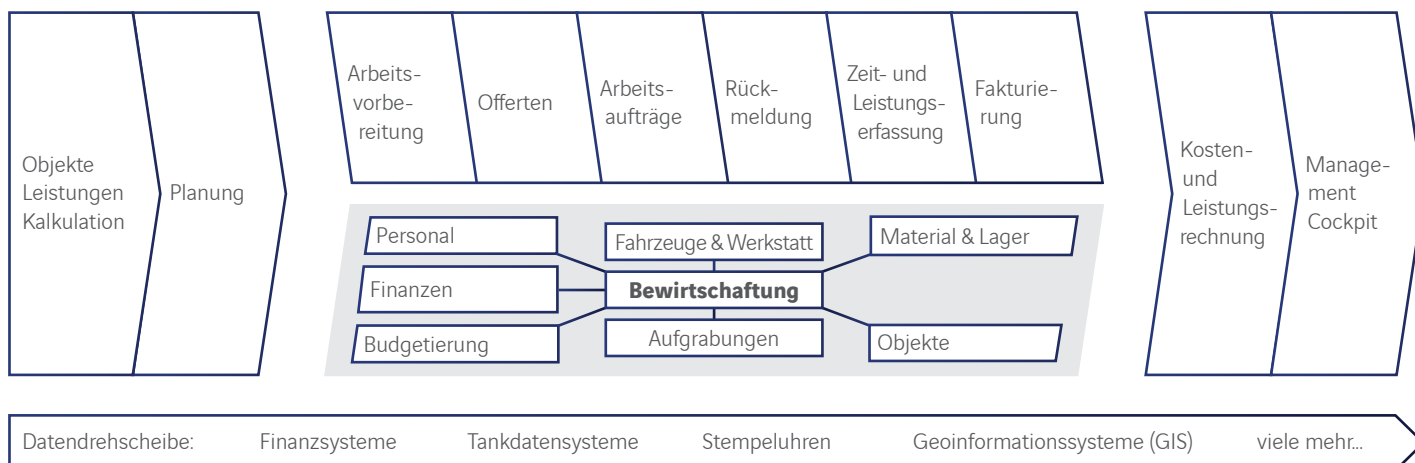 Objekte
Leistungen
Kalkulation
Planung
Arbeits-
vorbe-
reitung
Offerten
Arbeits-
aufträge
Rück-
meldung
Zeit- und
Leistungs-
erfassung
Fakturie-
rung
Personal
Finanzen
Budgetierung
Fahrzeuge & Werkstatt
Bewirtschaftung
Aufgrabungen
Material & Lager
Objekte
Kosten-
und
Leistungs-
rechnung
Manage-
ment
Cockpit
Datendrehscheibe: Finanzsysteme Tankdatensysteme Stempeluhren Geoinformationssysteme (GIS) viele mehr...